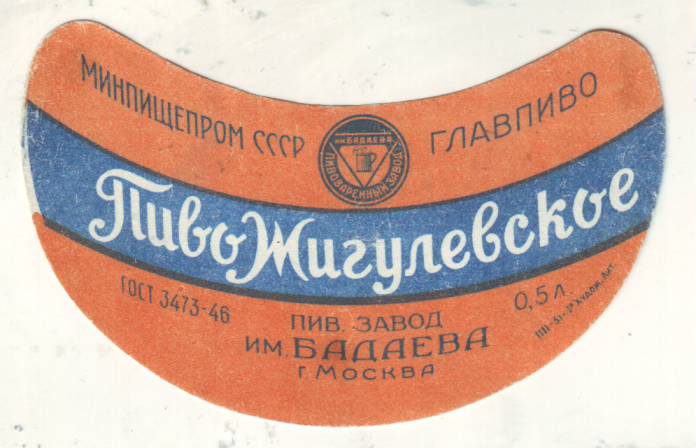 МИНПИЩЕПРОМ СССР
ГЛАВПИВО
ИМ. БАДАЕВА
ПИВОВАРЕННЫЙ ЗАВОД
Пиво Жигулевское
ГОСТ 3473-46
0,5 л.
ПИВ. ЗАВОД
ИМ. БАДАЕВА
г. МОСКВА